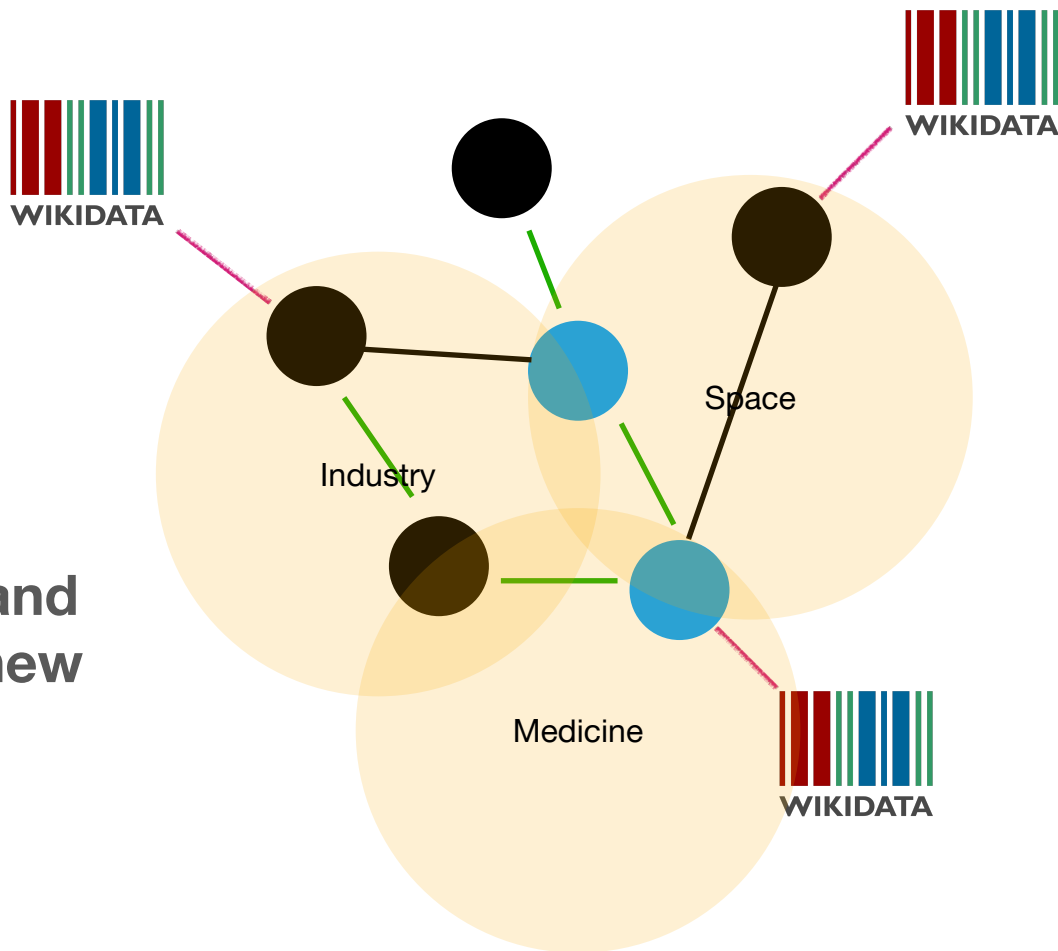 WIKIDATA
WIKIDATA
Space
Industry
and
new
Medicine
WIKIDATA